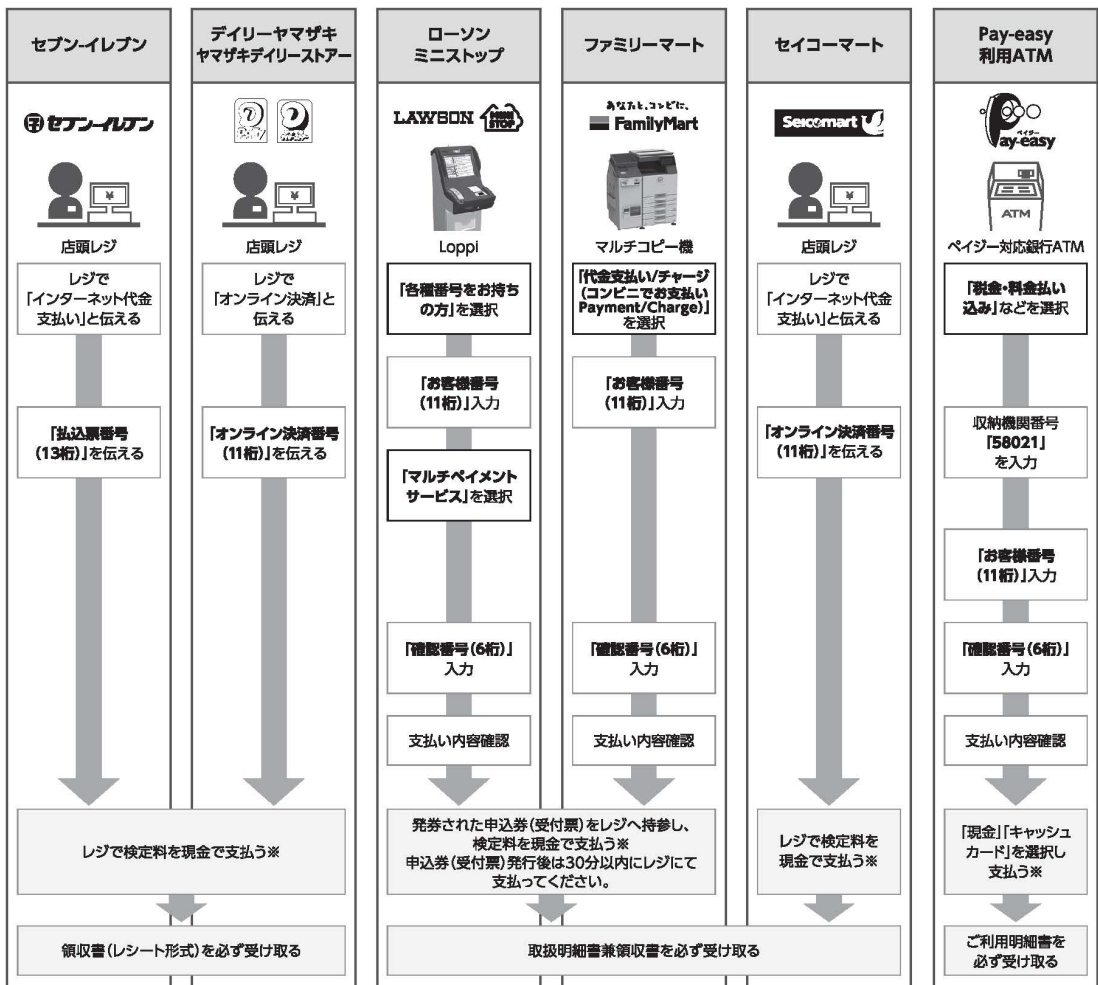 セブン-イレブン
セブン-イレブン
店頭レジ
レジで
「インターネット代金
支払い」と伝える
「払込票番号
(13桁)」を伝える
デイリーヤマザキ
ヤマザキデイリーストアー
店頭レジ
レジで
「オンライン決済」と
伝える
「オンライン決済番号
(11桁)」を伝える
レジで検定料を現金で支払う※
領収書(レシート形式)を必ず受け取る
ローソン
ミニストップ
LAWSON
MINI
STOP
Loppi
「各種番号をお持ち
の方」を選択
「お客様番号
(11桁)」入力
「マルチペイメント
サービス」を選択
「確認番号(6桁)」
入力
支払い内容確認
ファミリーマート
あなたと、コンビに、
FamilyMart
マルチコピー機
「代金支払い/チャージ
(コンビニでお支払い
Payment/Charge)」
を選択
「お客様番号
(11桁)」入力
「確認番号(6桁)」
入力
支払い内容確認
発券された申込券(受付票)をレジへ持参し、
検定料を現金で支払う※
申込券(受付票)発行後は30分以内にレジにて
支払ってください。
セイコーマート
Seicomart
店頭レジ
レジで
「インターネット代金
支払い」と伝える
「オンライン決済番号
(11桁)」を伝える
レジで検定料を
現金で支払う※
取扱明細書兼領収書を必ず受け取る
Pay-easy
利用ATM
ペイジー
Pay-easy
ATM
ペイジー対応銀行ATM
「税金・料金払い
込み」などを選択
収納機関番号
「58021」
を入力
「お客様番号
(11桁)」入力
「確認番号(6桁)」
入力
支払い内容確認
「現金」「キャッシュ
カード」を選択し
支払う※
ご利用明細書を
必ず受け取る